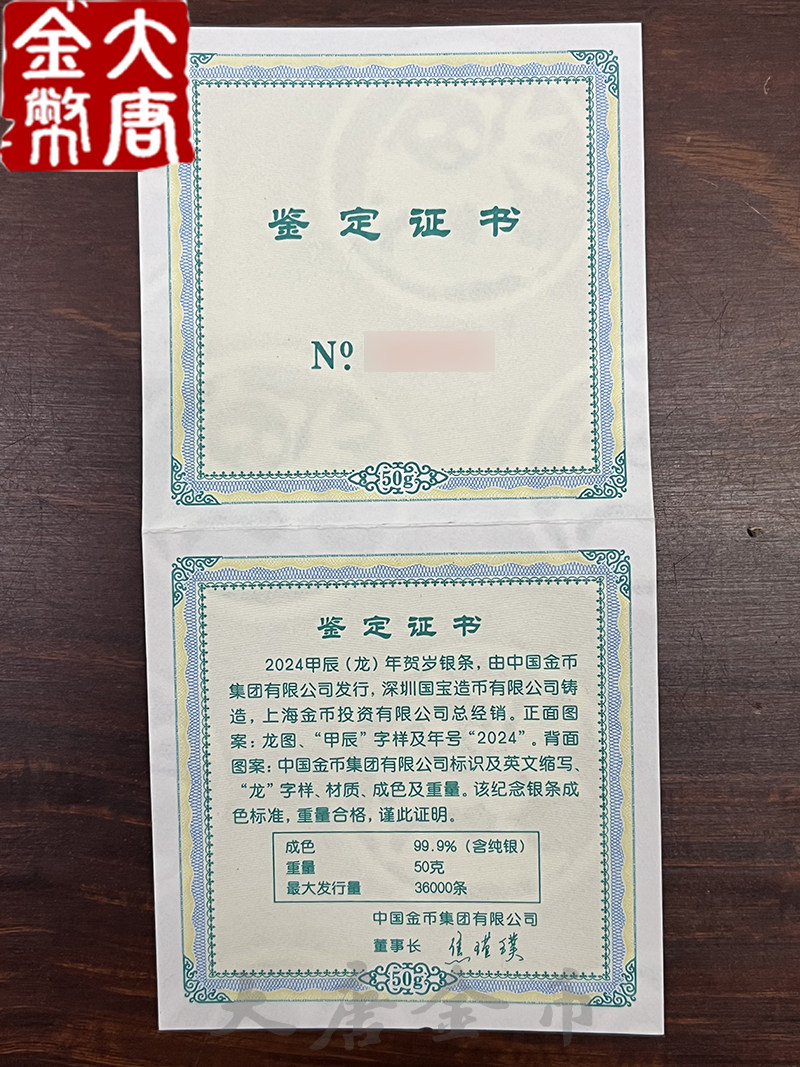 大唐
金幣
鉴定证书
Nº.
50g
鉴定证书
2024甲辰（龙）年贺岁银条，由中国金币
集团有限公司发行，深圳国宝造币有限公司铸
造，上海金币投资有限公司总经销。正面图
案：龙图、“甲辰”字样及年号“2024”。背面
图案：中国金币集团有限公司标识及英文缩写、
“龙”字样、材质、成色及重量。该纪念银条成
色标准，重量合格，谨此证明。
成色 99.9%（含纯银）
重量 50克
最大发行量 36000条
中国金币集团有限公司
董事长 焦瑾璞
50g
大唐金币